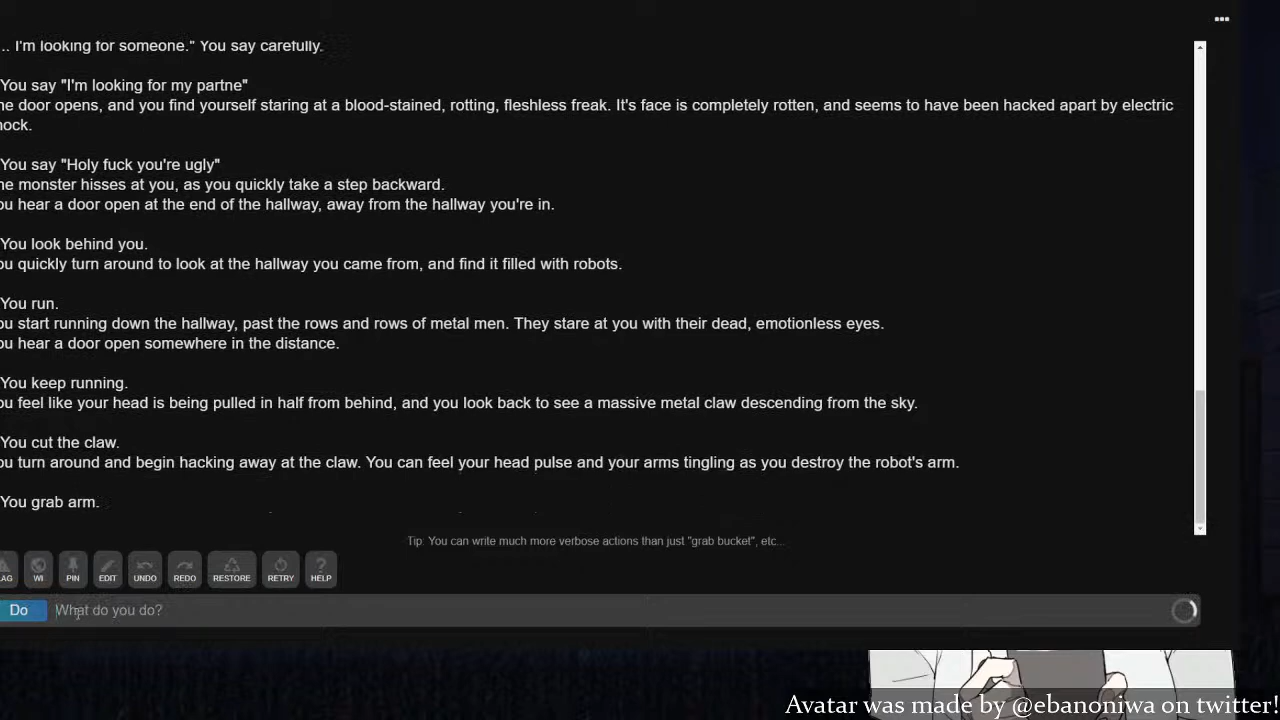 .. I'm looking for someone." You say carefully.
You say "I'm looking for my partne"
he door opens, and you find yourself staring at a blood-stained, rotting, fleshless freak. It's face is completely rotten, and seems to have been hacked apart by electric
hock.
You say "Holy fuck you're ugly"
he monster hisses at you, as you quickly take a step backward.
ou hear a door open at the end of the hallway, away from the hallway you're in.
You look behind you.
ou quickly turn around to look at the hallway you came from, and find it filled with robots.
You run.
ou start running down the hallway, past the rows and rows of metal men. They stare at you with their dead, emotionless eyes.
ou hear a door open somewhere in the distance.
You keep running.
ou feel like your head is being pulled in half from behind, and you look back to see a massive metal claw descending from the sky.
You cut the claw.
ou turn around and begin hacking away at the claw. You can feel your head pulse and your arms tingling as you destroy the robot's arm.
You grab arm.
Tip: You can write much more verbose actions than just "grab bucket", etc...
LAG WI PIN EDIT UNDO REDO RESTORE RETRY HELP
Do What do you do?
Avatar was made by @ebanoniwa on twitter!